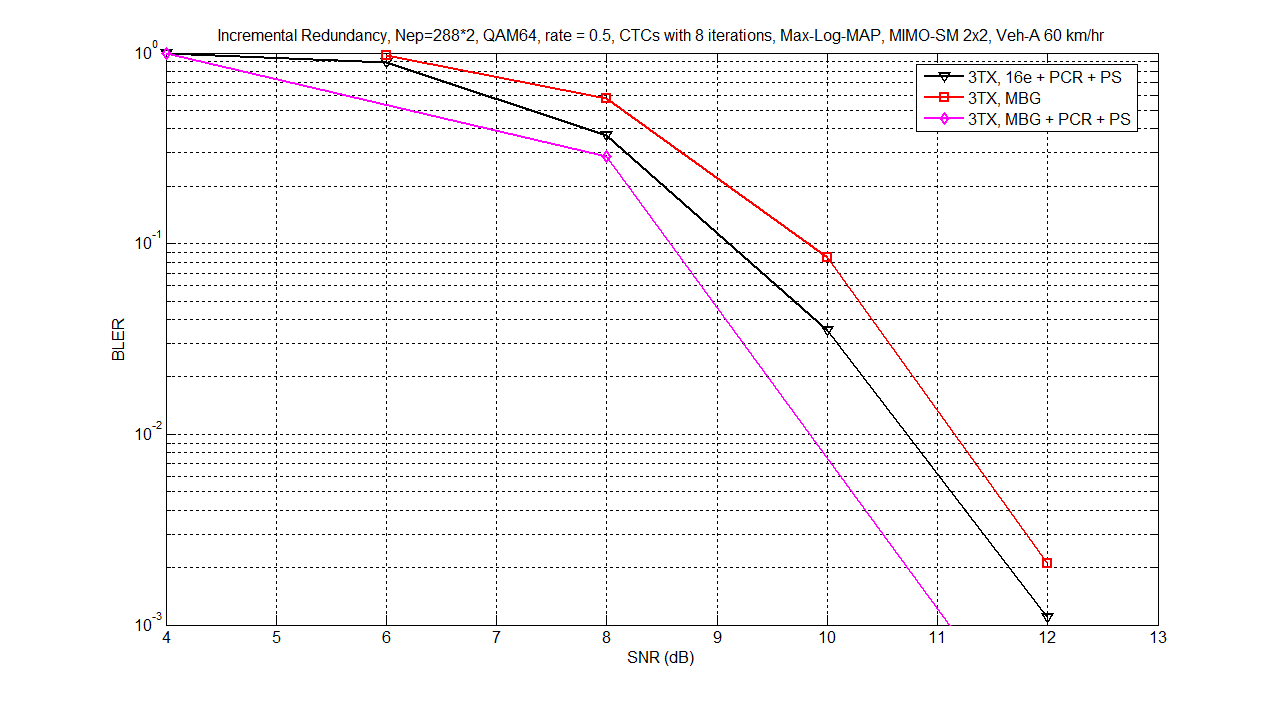 Incremental Redundancy, Nep=288*2, QAM64, rate = 0.5, CTCs with 8 iterations, Max-Log-MAP, MIMO-SM 2x2, Veh-A 60 km/hr
3TX, 16e + PCR + PS
3TX, MBG
3TX, MBG + PCR + PS
10^0
10^-1
10^-2
10^-3
BLER
4 5 6 7 8 9 10 11 12 13
SNR (dB)